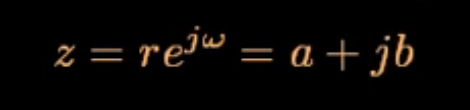 z = re^{jω} = a + jb